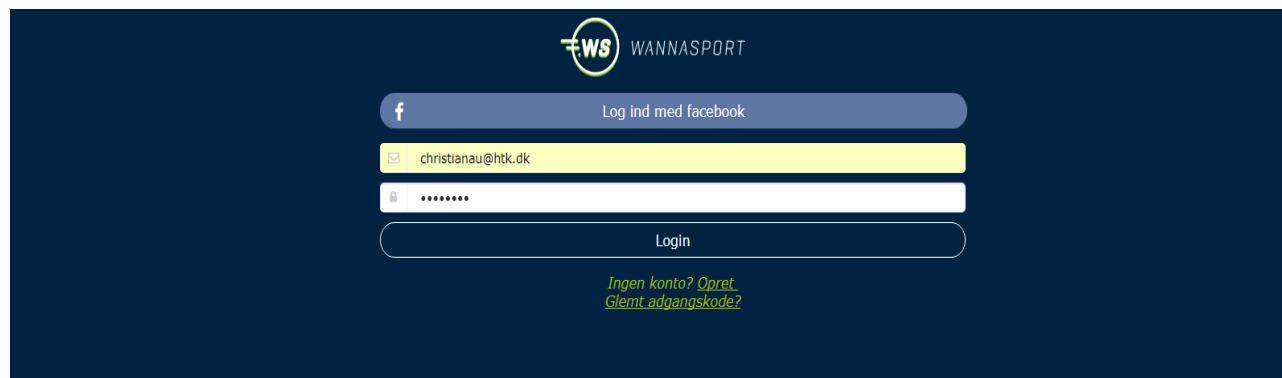 WS WANNASPORT
f Log ind med facebook
christianau@htk.dk
••••••••
Login
Ingen konto? Opret
Glemt adgangskode?